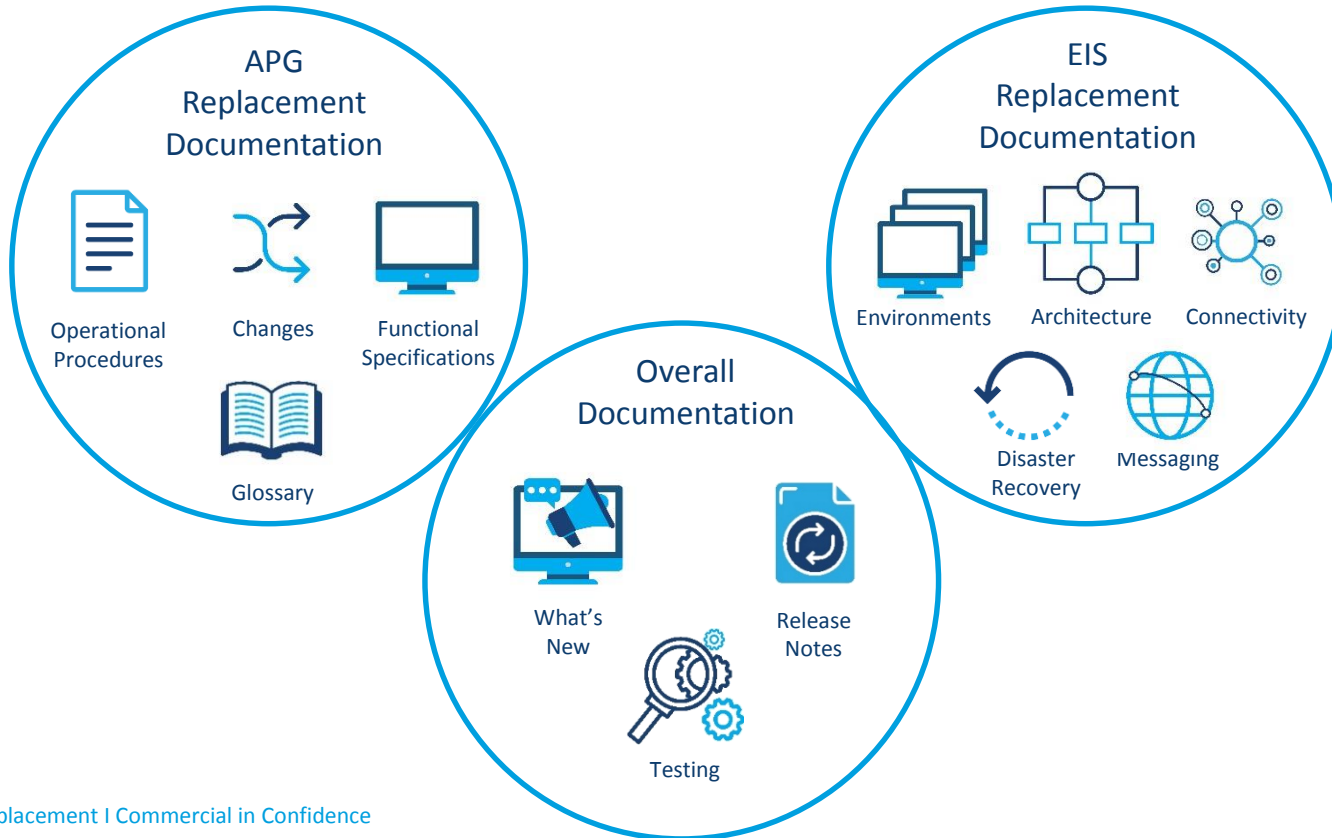 APG
Replacement
Documentation
Operational
Procedures
Changes
Functional
Specifications
Glossary
EIS
Replacement
Documentation
Environments
Architecture
Connectivity
Disaster
Recovery
Messaging
Overall
Documentation
What's
New
Release
Notes
Testing
placement I Commercial in Confidence